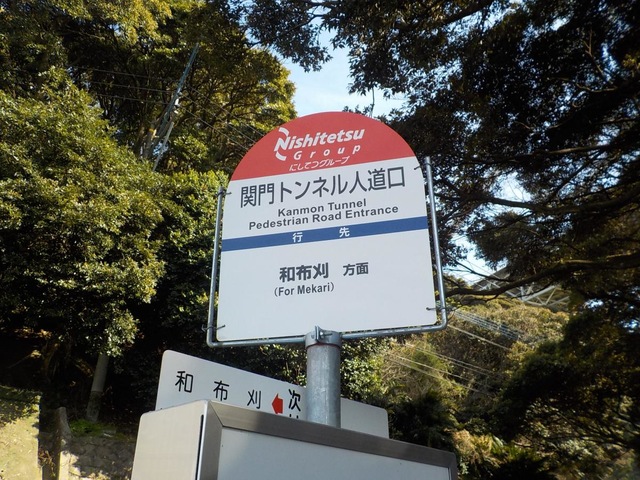 Nishitetsu
Group
にしてつグループ
関門トンネル人道口
Kanmon Tunnel
Pedestrian Road Entrance
行先
和布刈 方面
(For Mekari)
和布刈 次